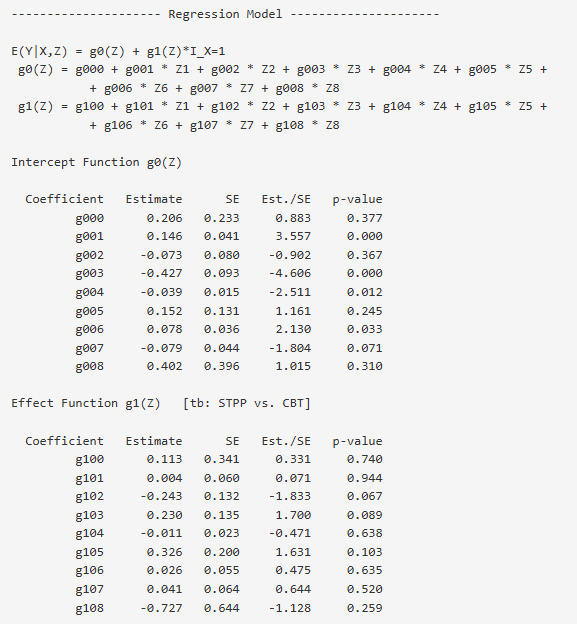 --------------------- Regression Model ---------------------
E(Y|X,Z) = g0(Z) + g1(Z)*I_X=1
g0(Z) = g000 + g001 * Z1 + g002 * Z2 + g003 * Z3 + g004 * Z4 + g005 * Z5 +
+ g006 * Z6 + g007 * Z7 + g008 * Z8
g1(Z) = g100 + g101 * Z1 + g102 * Z2 + g103 * Z3 + g104 * Z4 + g105 * Z5 +
+ g106 * Z6 + g107 * Z7 + g108 * Z8
Intercept Function g0(Z)
Coefficient Estimate SE Est./SE p-value
g000 0.206 0.233 0.883 0.377
g001 0.146 0.041 3.557 0.000
g002 -0.073 0.080 -0.902 0.367
g003 -0.427 0.093 -4.606 0.000
g004 -0.039 0.015 -2.511 0.012
g005 0.152 0.131 1.161 0.245
g006 0.078 0.036 2.130 0.033
g007 -0.079 0.044 -1.804 0.071
g008 0.402 0.396 1.015 0.310
Effect Function g1(Z) [tb: STPP vs. CBT]
Coefficient Estimate SE Est./SE p-value
g100 0.113 0.341 0.331 0.740
g101 0.004 0.060 0.071 0.944
g102 -0.243 0.132 -1.833 0.067
g103 0.230 0.135 1.700 0.089
g104 -0.011 0.023 -0.471 0.638
g105 0.326 0.200 1.631 0.103
g106 0.026 0.055 0.475 0.635
g107 0.041 0.064 0.644 0.520
g108 -0.727 0.644 -1.128 0.259